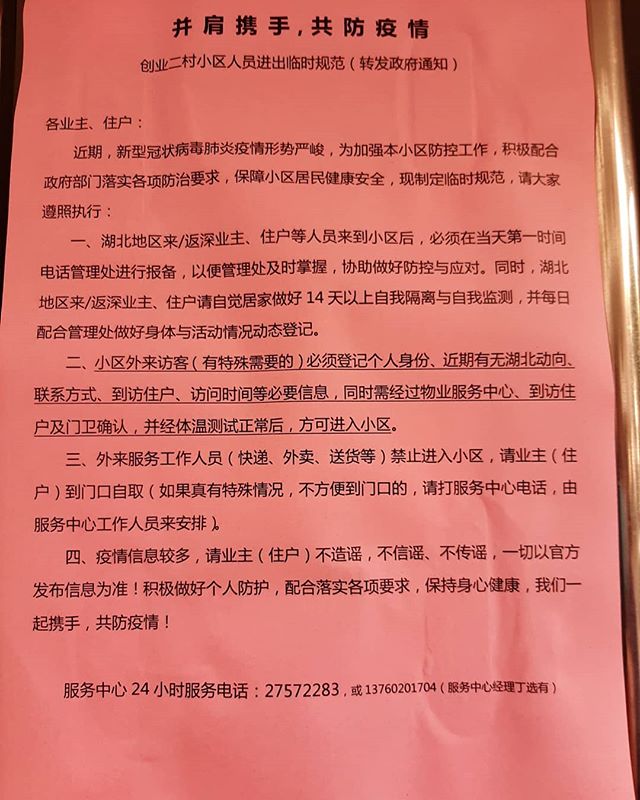 并肩携手，共防疫情
创业二村小区人员进出临时规范（转发政府通知）
各业主、住户：
近期，新型冠状病毒肺炎疫情形势严峻，为加强本小区防控工作，积极配合
政府部门落实各项防治要求，保障小区居民健康安全，现制定临时规范，请大家
遵照执行：
一、湖北地区来/返深业主、住户等人员来到小区后，必须在当天第一时间
电话管理处进行报备，以便管理处及时掌握，协助做好防控与应对。同时，湖北
地区来/返深业主、住户请自觉居家做好 14 天以上自我隔离与自我监测，并每日
配合管理处做好身体与活动情况动态登记。
二、小区外来访客（有特殊需要的）必须登记个人身份、近期有无湖北动向、
联系方式、到访住户、访问时间等必要信息，同时需经过物业服务中心、到访住
户及门卫确认，并经体温测试正常后，方可进入小区。
三、外来服务工作人员（快递、外卖、送货等）禁止进入小区，请业主（住
户）到门口自取（如果真有特殊情况，不方便到门口的，请打服务中心电话，由
服务中心工作人员来安排）。
四、疫情信息较多，请业主（住户）不造谣，不信谣、不传谣，一切以官方
发布信息为准！积极做好个人防护，配合落实各项要求，保持身心健康，我们一
起携手，共防疫情！
服务中心 24 小时服务电话：27572283，或 13760201704（服务中心经理丁选有）